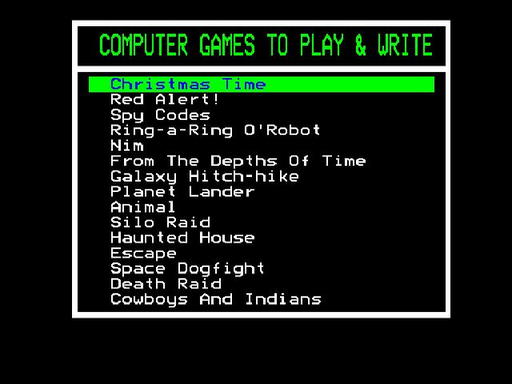 COMPUTER GAMES TO PLAY & WRITE
Christmas Time
Red Alert!
Spy Codes
Ring-a-Ring O'Robot
Nim
From The Depths Of Time
Galaxy Hitch-hike
Planet Lander
Animal
Silo Raid
Haunted House
Escape
Space Dogfight
Death Raid
Cowboys And Indians